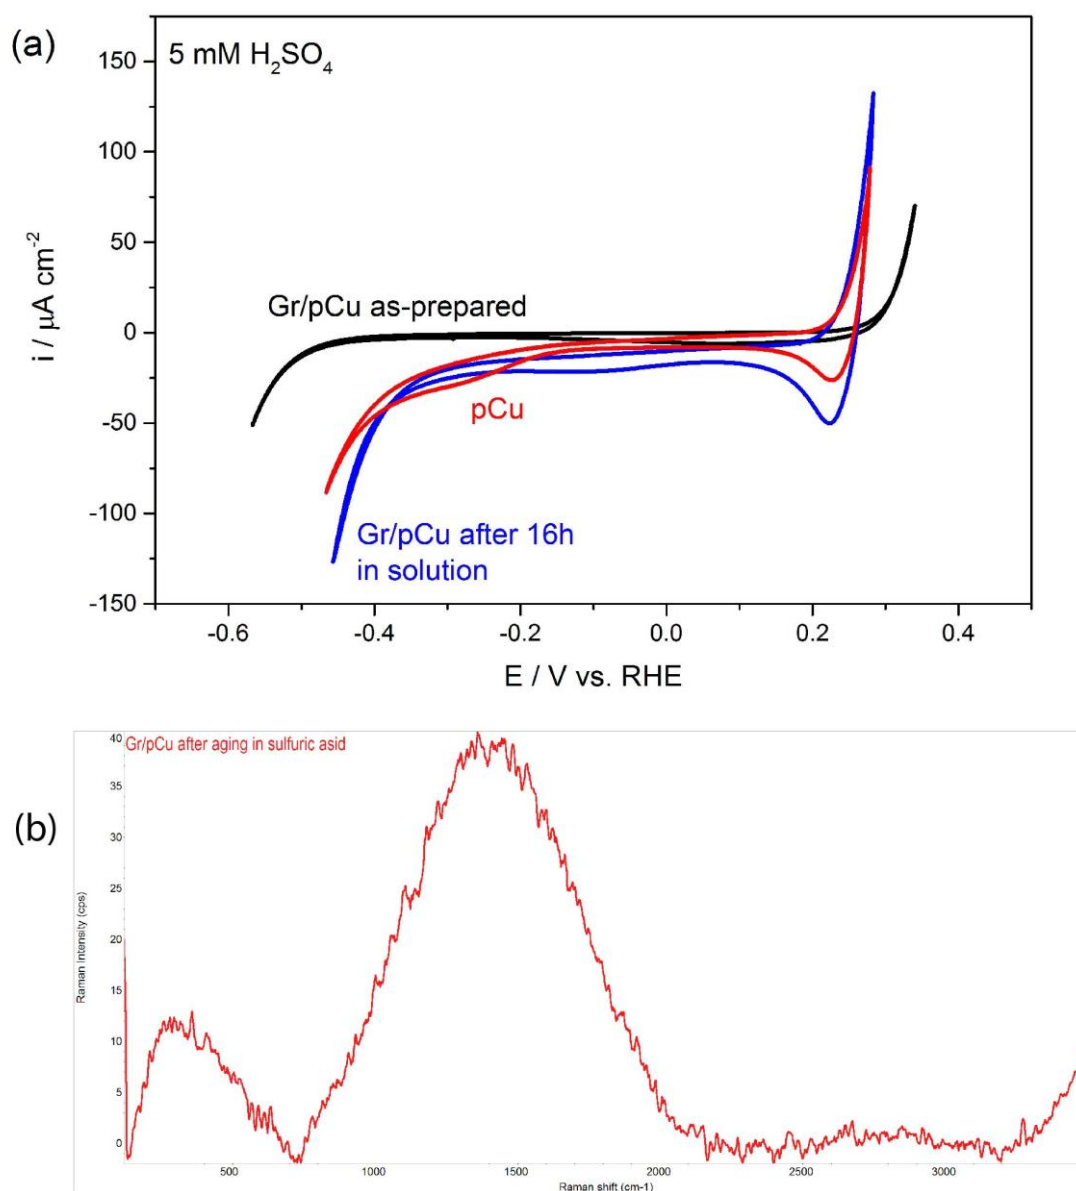 (a)
5 mM H₂SO₄
150
100
50
0
-50
-100
-150
i / μA cm⁻²
Gr/pCu as-prepared
pCu
Gr/pCu after 16h
in solution
-0.6 -0.4 -0.2 0.0 0.2 0.4
E / V vs. RHE
(b)
Gr/pCu after aging in sulfuric asid
40
35
30
25
20
15
10
5
0
Raman Intensity (cps)
500 1000 1500 2000 2500 3000
Raman shift (cm-1)